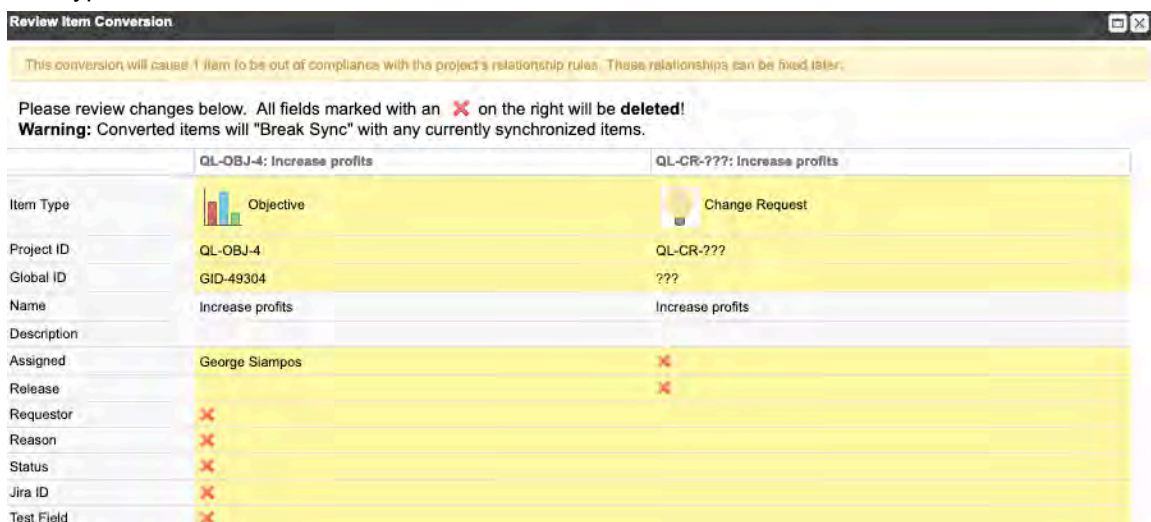 Review Item Conversion
This conversion will cause 1 item to be out of compliance with the project's relationship rules. These relationships can be fixed later.
Please review changes below. All fields marked with an ❌ on the right will be deleted!
Warning: Converted items will "Break Sync" with any currently synchronized items.
QL-OBJ-4: Increase profits QL-CR-???: Increase profits
Item Type Objective Change Request
Project ID QL-OBJ-4 QL-CR-???
Global ID GID-49304 ???
Name Increase profits Increase profits
Description
Assigned George Siampos
Release
Requestor
Reason
Status
Jira ID
Test Field